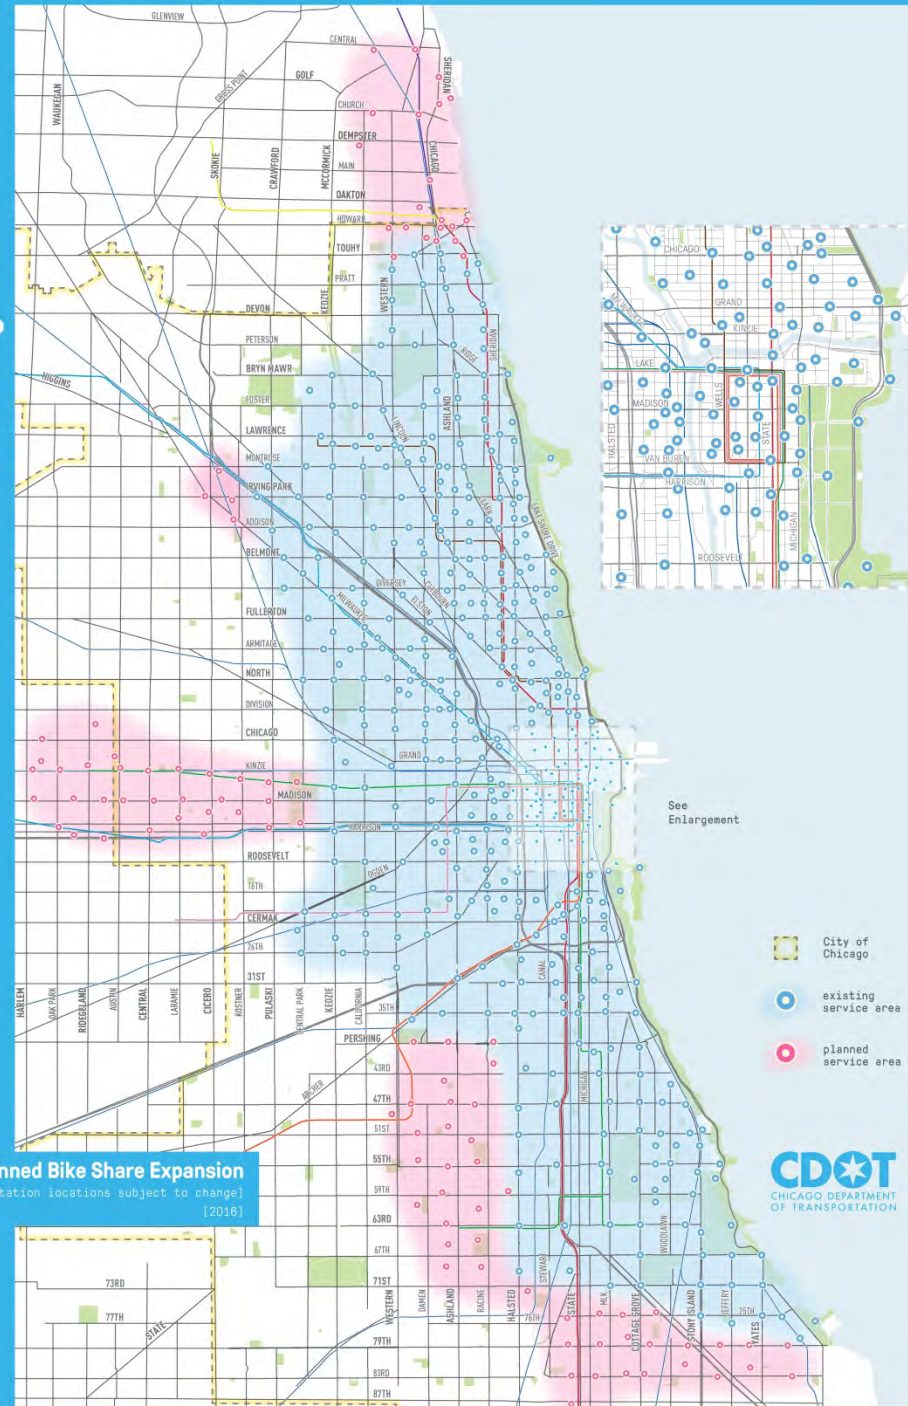 GLENVIEW
CENTRAL
GOLF
SHERIDAN
WAUKEGAN
GROSS POINT
CHURCH
DEMPSTER
SKOKIE
CRAWFORD
MCCORMICK
MAIN
CHICAGO
OAKTON
HOWARD
TOUHY
PRATT
KEDZIE
WESTERN
DEVON
PETERSON
RIDGE
SHERIDAN
BRYN MAWR
HIGGINS
FOSTER
ASHLAND
LINCOLN
LAWRENCE
MONTROSE
IRVING PARK
CLARK
LAKE SHORE DRIVE
ADDISON
BELMONT
DIVERSEY
CLYBOURN
ELSTON
MILWAUKEE
FULLERTON
ARMITAGE
NORTH
DIVISION
CHICAGO
GRAND
KINZIE
MADISON
HARRISON
ROOSEVELT
OGDEN
16TH
CERMAK
26TH
31ST
HARLEM
OAK PARK
RIDGELAND
AUSTIN
CENTRAL
LARAMIE
CICERO
KOSTNER
PULASKI
CENTRAL PARK
KEDZIE
CALIFORNIA
CANAL
35TH
PERSHING
ARCHER
43RD
MICHIGAN
47TH
51ST
55TH
59TH
63RD
67TH
WOODLAWN
STEWART
71ST
73RD
77TH
STATE
WESTERN
DAMEN
ASHLAND
RACINE
HALSTED
76TH
STATE
MLK
COTTAGE GROVE
STONY ISLAND
JEFFERY
75TH
YATES
79TH
83RD
87TH
CHICAGO
GRAND
KINZIE
MILWAUKEE
LAKE
WELLS
MADISON
HALSTED
STATE
VAN BUREN
HARRISON
MICHIGAN
ROOSEVELT
See
Enlargement
City of
Chicago
existing
service area
planned
service area
CDOT
CHICAGO DEPARTMENT
OF TRANSPORTATION
nned Bike Share Expansion
tation locations subject to change]
[2016]